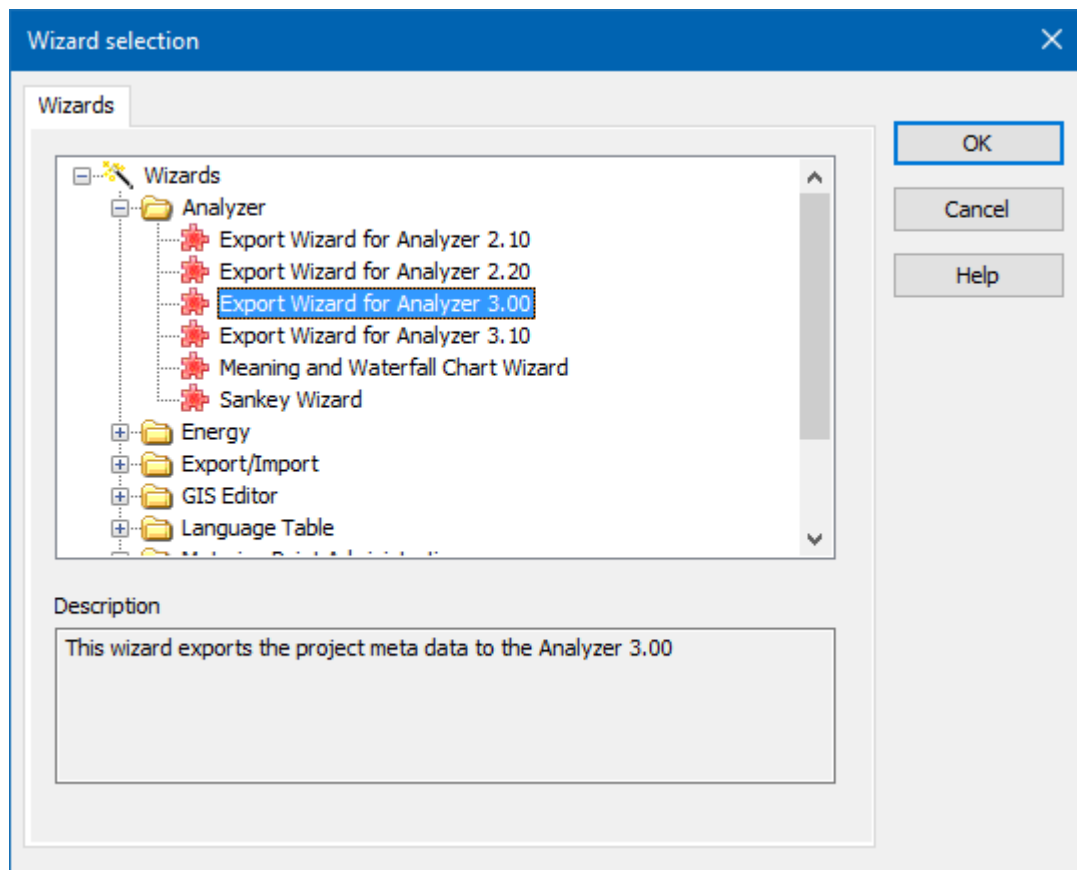 Wizard selection
Wizards
OK
Cancel
Help
Wizards
Analyzer
Export Wizard for Analyzer 2.10
Export Wizard for Analyzer 2.20
Export Wizard for Analyzer 3.00
Export Wizard for Analyzer 3.10
Meaning and Waterfall Chart Wizard
Sankey Wizard
Energy
Export/Import
GIS Editor
Language Table
Description
This wizard exports the project meta data to the Analyzer 3.00